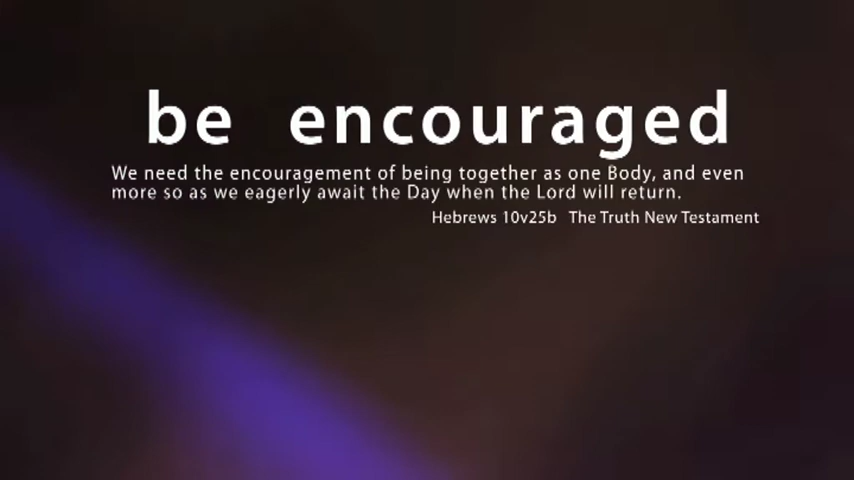 be encouraged
We need the encouragement of being together as one Body, and even
more so as we eagerly await the Day when the Lord will return.
Hebrews 10v25b The Truth New Testament